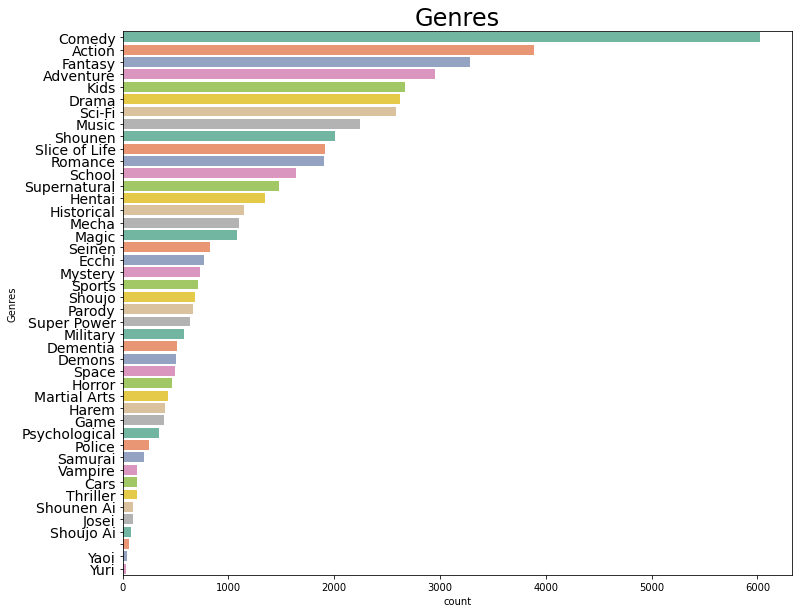 Genres
Comedy
Action
Fantasy
Adventure
Kids
Drama
Sci-Fi
Music
Shounen
Slice of Life
Romance
School
Supernatural
Hentai
Historical
Mecha
Magic
Seinen
Ecchi
Mystery
Sports
Shoujo
Parody
Super Power
Military
Dementia
Demons
Space
Horror
Martial Arts
Harem
Game
Psychological
Police
Samurai
Vampire
Cars
Thriller
Shounen Ai
Josei
Shoujo Ai
Yaoi
Yuri
Genres
0 1000 2000 3000 4000 5000 6000
count